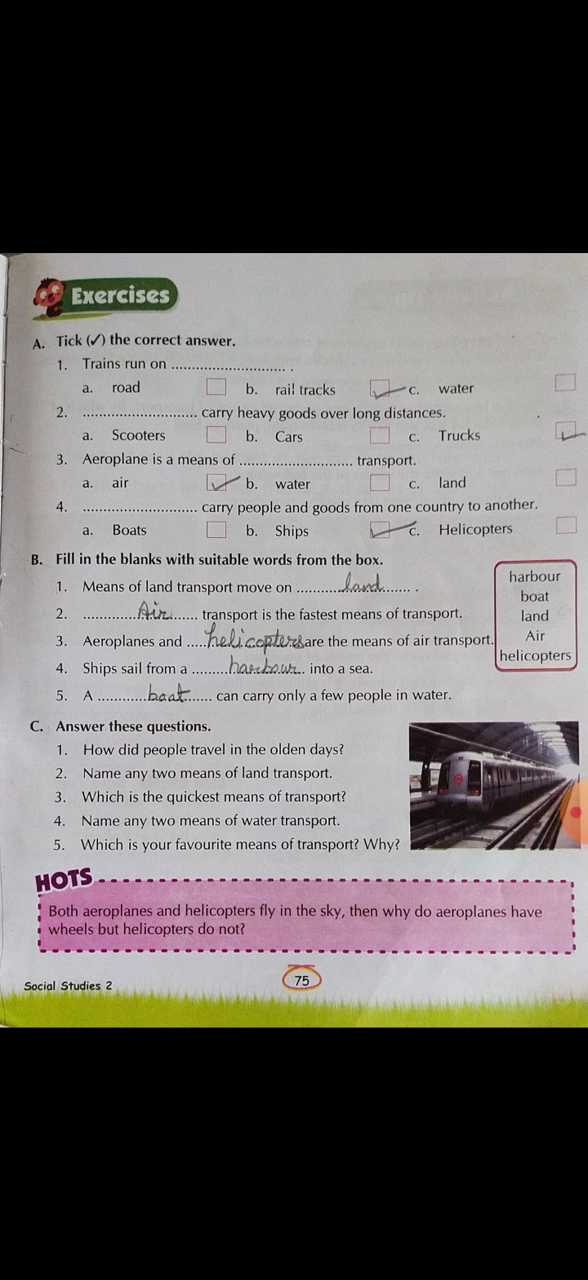 Exercises
A. Tick (✓) the correct answer.
1. Trains run on ............................. .
a. road b. rail tracks c. water
2. ............................. carry heavy goods over long distances.
a. Scooters b. Cars c. Trucks
3. Aeroplane is a means of ............................. transport.
a. air b. water c. land
4. ............................. carry people and goods from one country to another.
a. Boats b. Ships c. Helicopters
B. Fill in the blanks with suitable words from the box.
1. Means of land transport move on ............land....... .
2. ..............Air...... transport is the fastest means of transport.
3. Aeroplanes and ....helicopters are the means of air transport.
4. Ships sail from a .........haerbour.. into a sea.
5. A ............baat...... can carry only a few people in water.
harbour
boat
land
Air
helicopters
C. Answer these questions.
1. How did people travel in the olden days?
2. Name any two means of land transport.
3. Which is the quickest means of transport?
4. Name any two means of water transport.
5. Which is your favourite means of transport? Why?
HOTS
Both aeroplanes and helicopters fly in the sky, then why do aeroplanes have
wheels but helicopters do not?
Social Studies 2
75